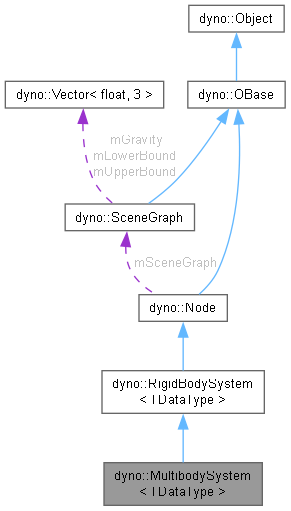 dyno::Object
dyno::Vector< float, 3 >
dyno::OBase
mGravity
mLowerBound
mUpperBound
dyno::SceneGraph
mSceneGraph
dyno::Node
dyno::RigidBodySystem
< TDataType >
dyno::MultibodySystem
< TDataType >